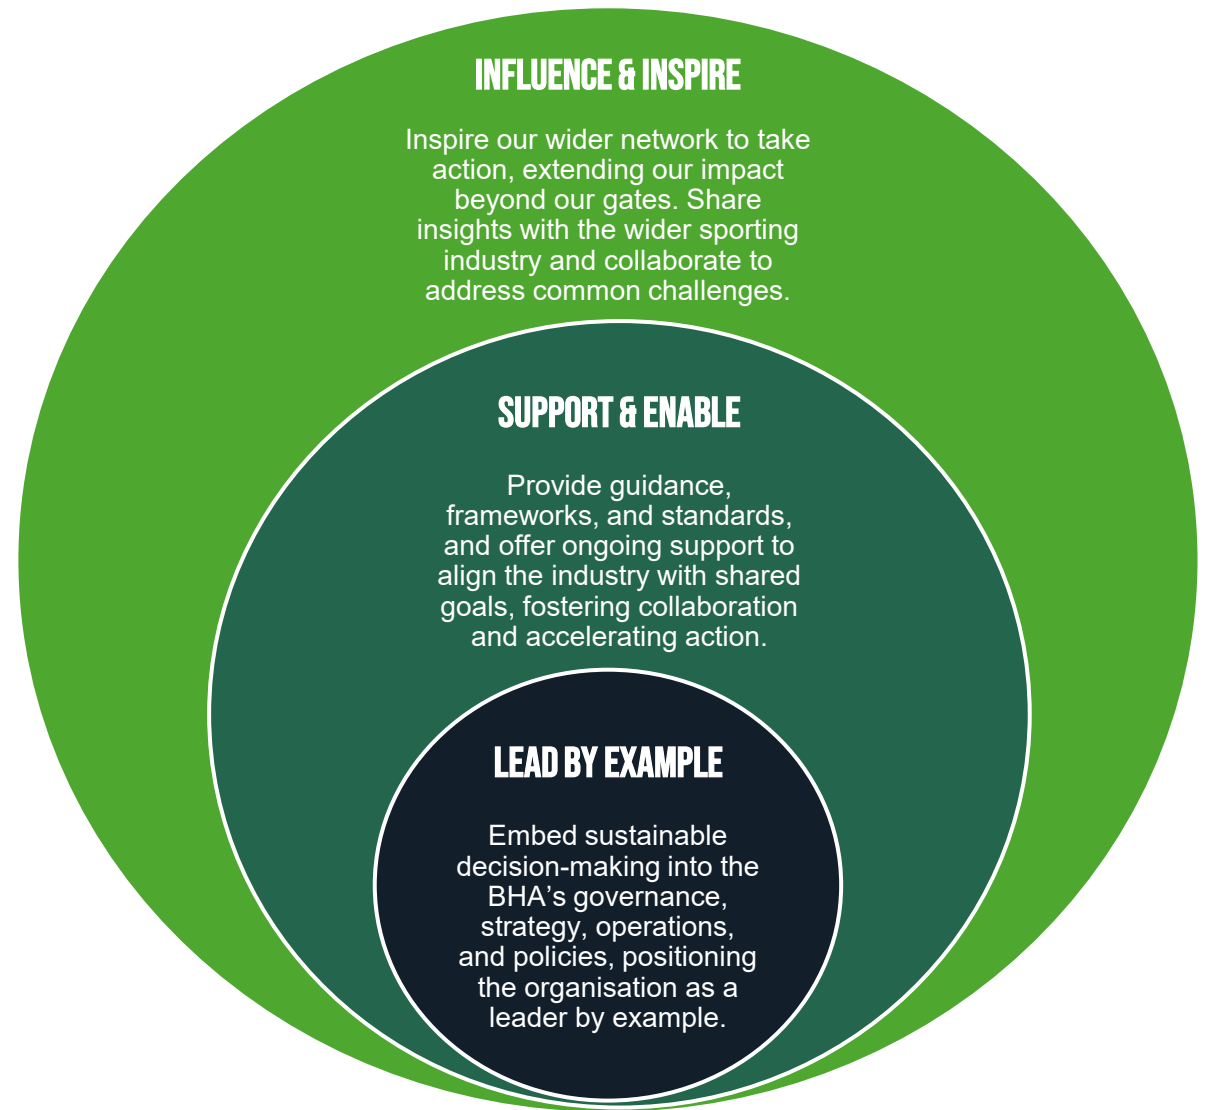 INFLUENCE & INSPIRE
Inspire our wider network to take
action, extending our impact
beyond our gates. Share
insights with the wider sporting
industry and collaborate to
address common challenges.
SUPPORT & ENABLE
Provide guidance,
frameworks, and standards,
and offer ongoing support to
align the industry with shared
goals, fostering collaboration
and accelerating action.
LEAD BY EXAMPLE
Embed sustainable
decision-making into the
BHA’s governance,
strategy, operations,
and policies, positioning
the organisation as a
leader by example.